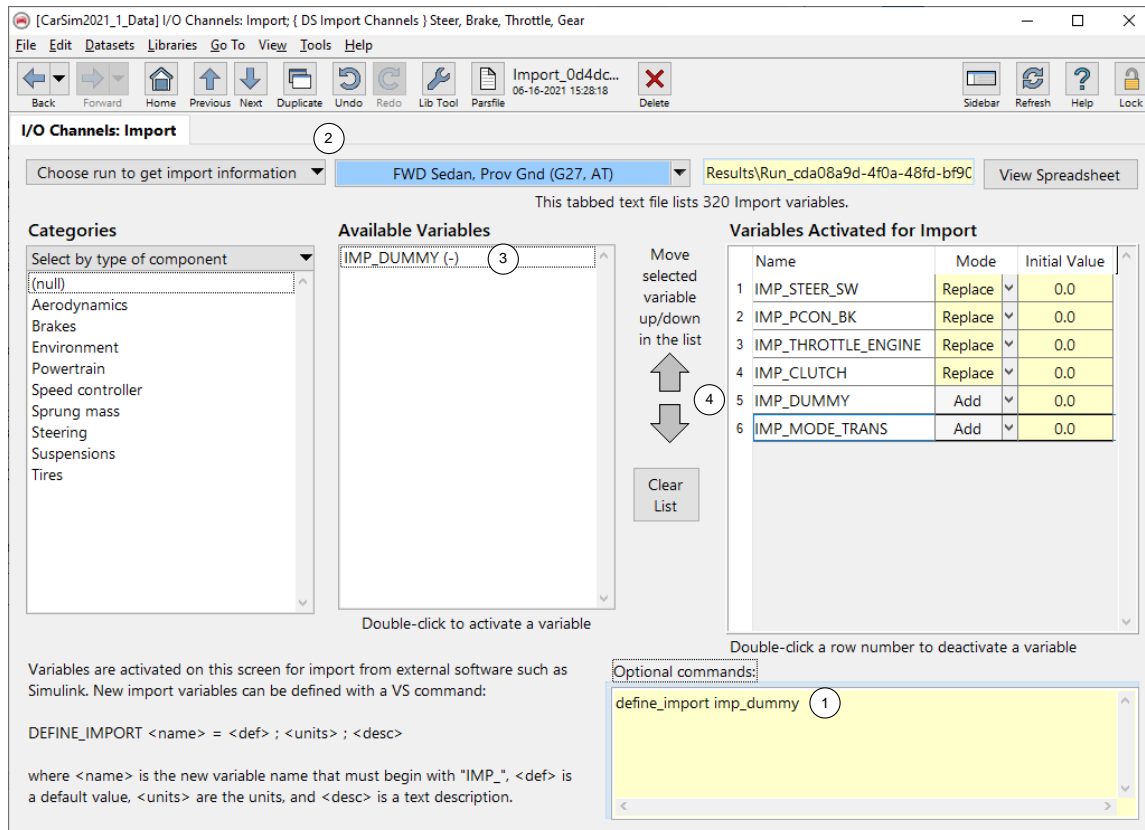 [CarSim2021_1_Data] I/O Channels: Import; { DS Import Channels } Steer, Brake, Throttle, Gear
File Edit Datasets Libraries Go To View Tools Help
Import_0d4dc...
06-16-2021 15:28:18
Back Forward Home Previous Next Duplicate Undo Redo Lib Tool Parsfile Delete Sidebar Refresh Help Lock
I/O Channels: Import
2
Choose run to get import information FWD Sedan, Prov Gnd (G27, AT) Results\Run_cda08a9d-4f0a-48fd-bf90 View Spreadsheet
This tabbed text file lists 320 Import variables.
Categories
Select by type of component
(null)
Aerodynamics
Brakes
Environment
Powertrain
Speed controller
Sprung mass
Steering
Suspensions
Tires
Available Variables
IMP_DUMMY (-) 3
Double-click to activate a variable
Move
selected
variable
up/down
in the list
4
Clear
List
Variables Activated for Import
Name Mode Initial Value
1 IMP_STEER_SW Replace 0.0
2 IMP_PCON_BK Replace 0.0
3 IMP_THROTTLE_ENGINE Replace 0.0
4 IMP_CLUTCH Replace 0.0
5 IMP_DUMMY Add 0.0
6 IMP_MODE_TRANS Add 0.0
Double-click a row number to deactivate a variable
Variables are activated on this screen for import from external software such as
Simulink. New import variables can be defined with a VS command:
DEFINE_IMPORT <name> = <def> ; <units> ; <desc>
where <name> is the new variable name that must begin with "IMP_", <def> is
a default value, <units> are the units, and <desc> is a text description.
Optional commands:
define_import imp_dummy 1